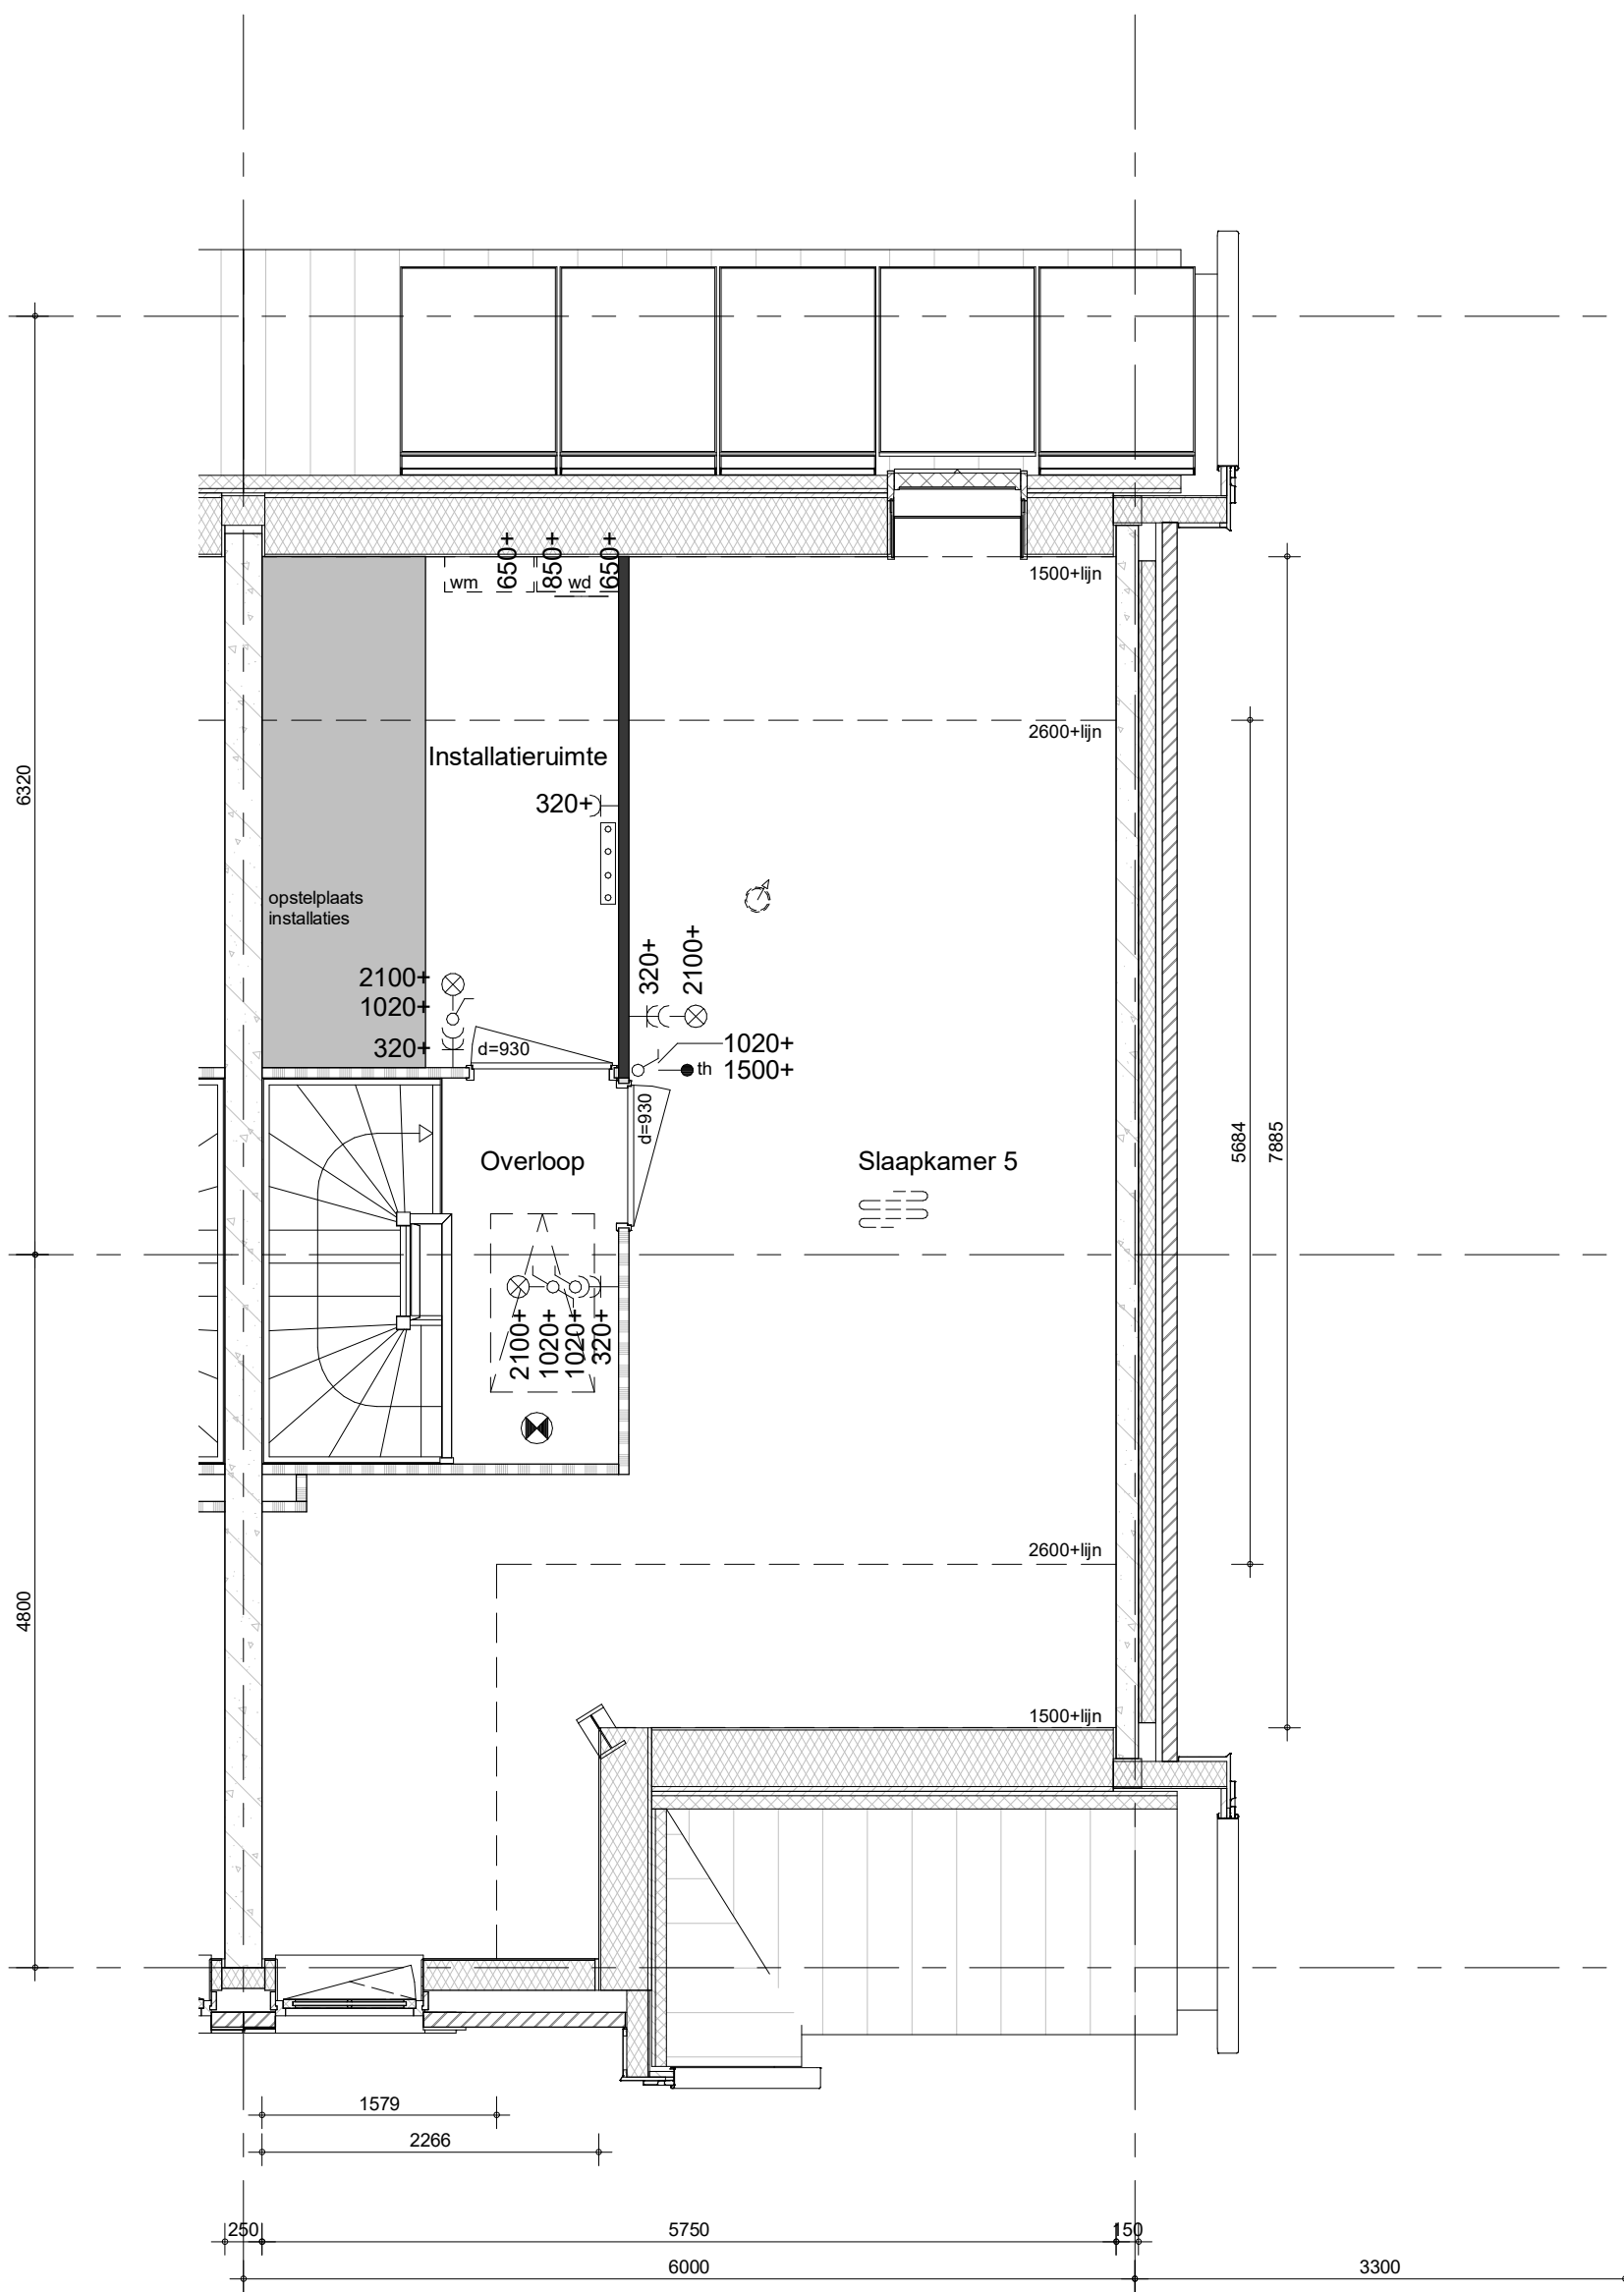 650+
850+
650+
wm
wd
1500+lijn
2600+lijn
Installatieruimte
320+
6320
opstelplaats
installaties
2100+
1020+
320+
320+
2100+
d=930
1020+
th 1500+
d=930
Overloop
Slaapkamer 5
5684
7885
2100+
1020+
1020+
320+
2600+lijn
4800
1500+lijn
1579
2266
250
5750
150
6000
3300